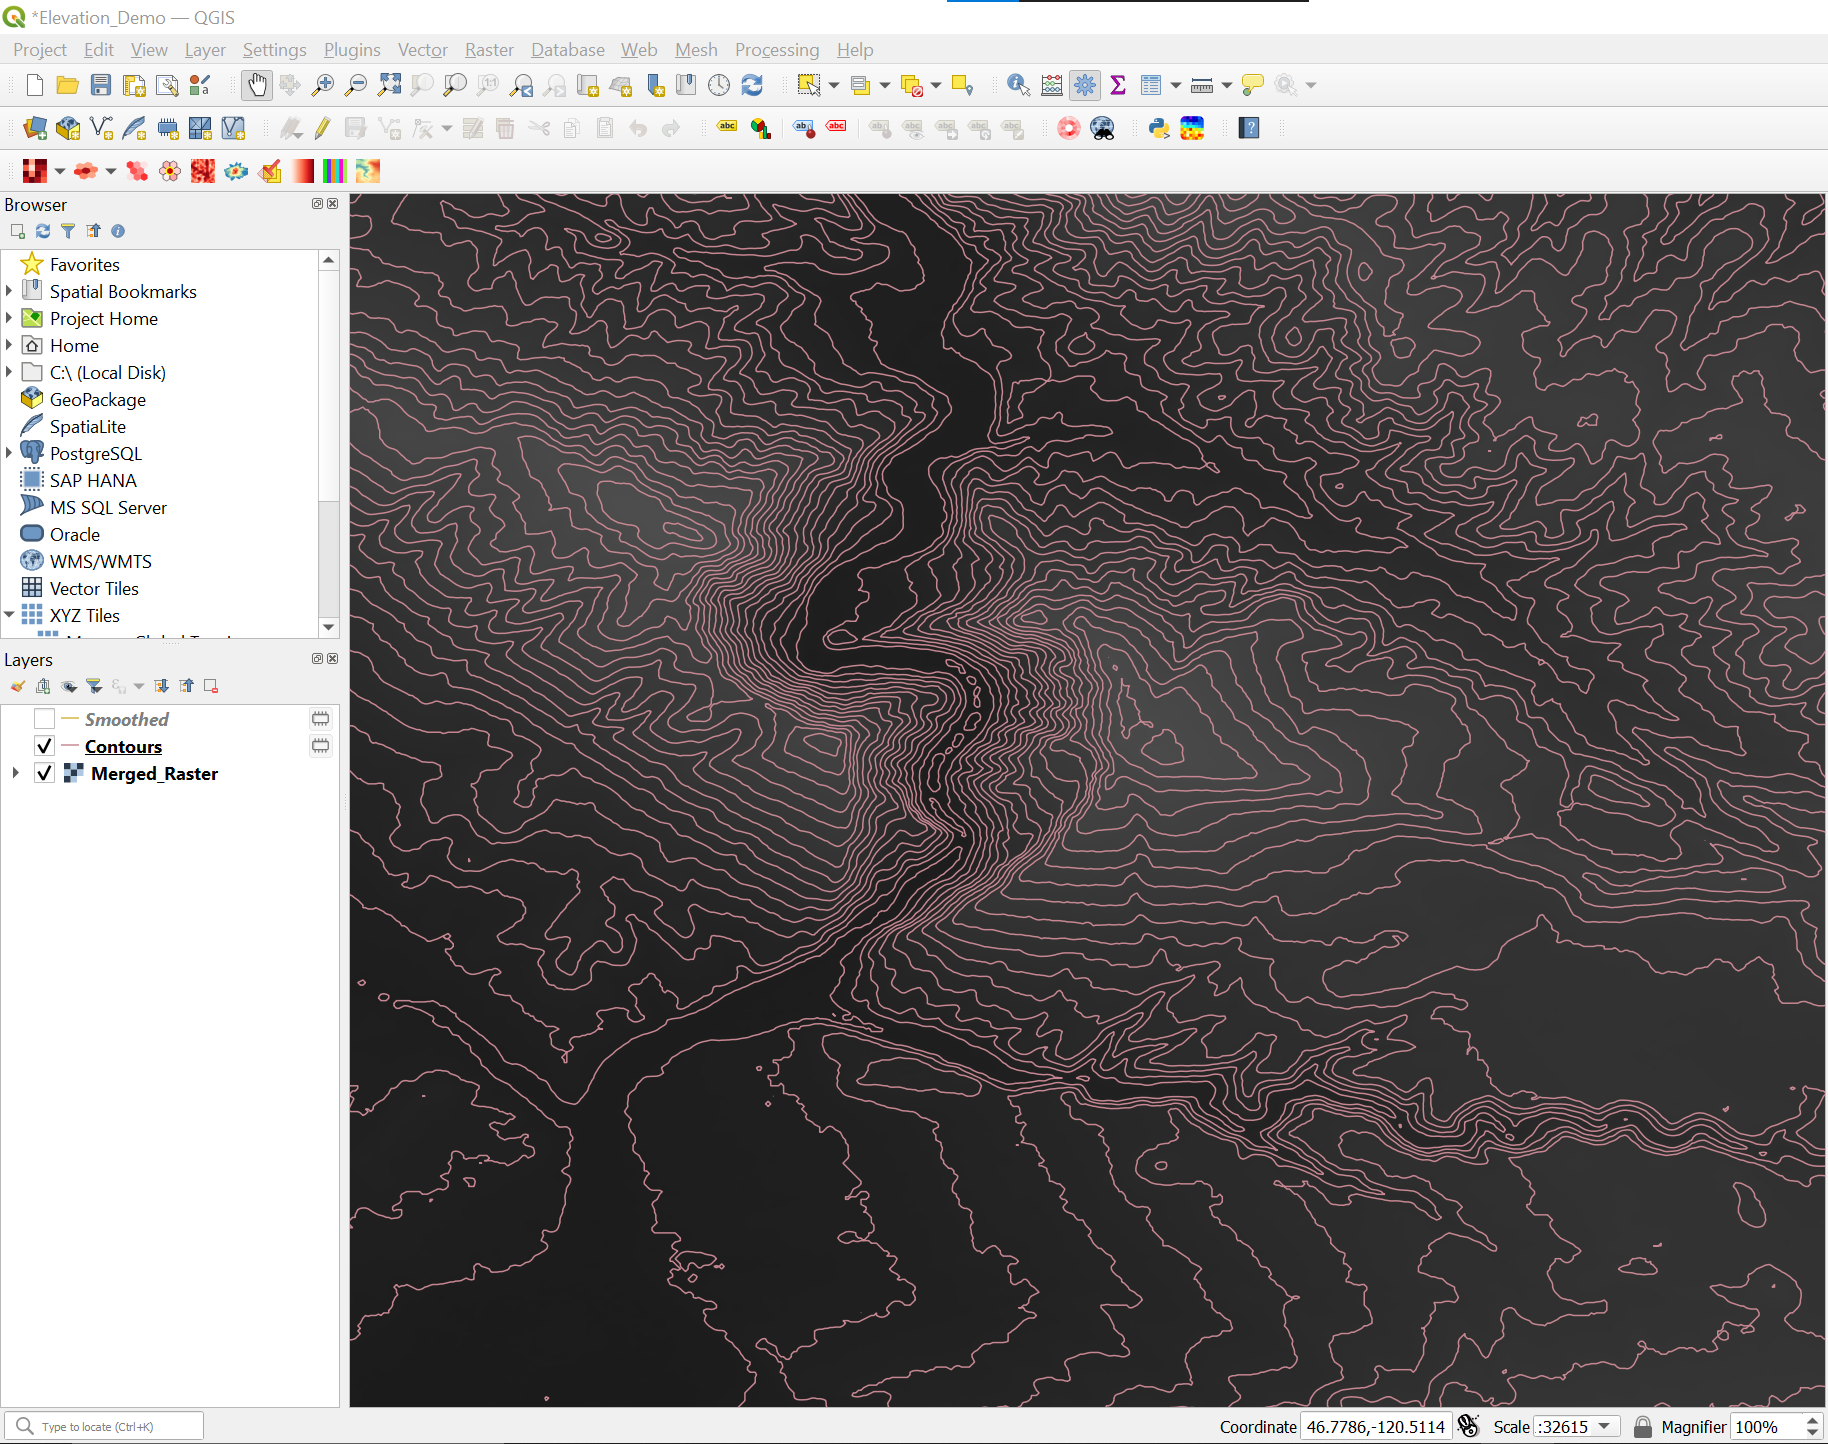 *Elevation_Demo — QGIS
Project Edit View Layer Settings Plugins Vector Raster Database Web Mesh Processing Help
Browser
Favorites
Spatial Bookmarks
Project Home
Home
C:\ (Local Disk)
GeoPackage
SpatiaLite
PostgreSQL
SAP HANA
MS SQL Server
Oracle
WMS/WMTS
Vector Tiles
XYZ Tiles
Layers
Smoothed
Contours
Merged_Raster
Type to locate (Ctrl+K)
Coordinate 46.7786,-120.5114 Scale :32615 Magnifier 100%